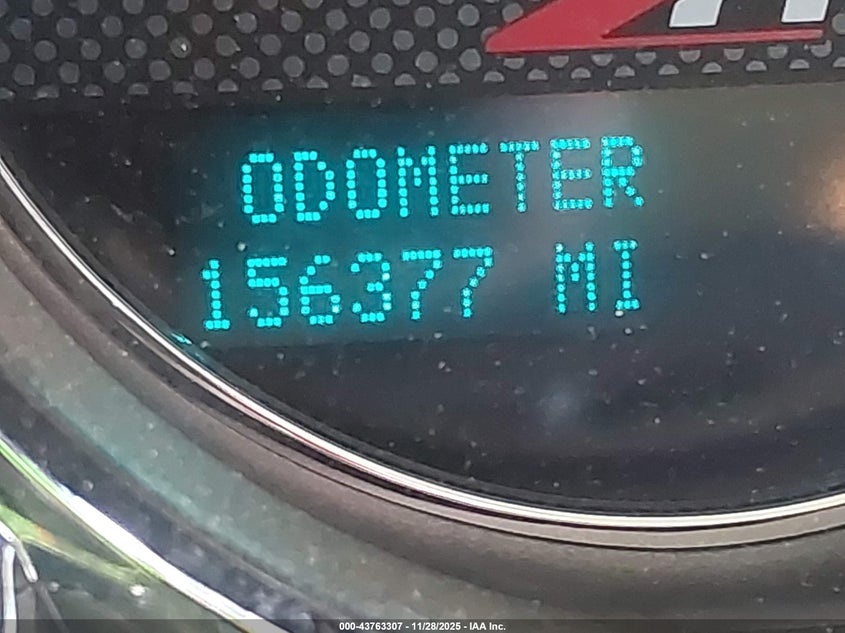 ODOMETER
156377 MI
000-43763307 - 11/28/2025 - IAA Inc.